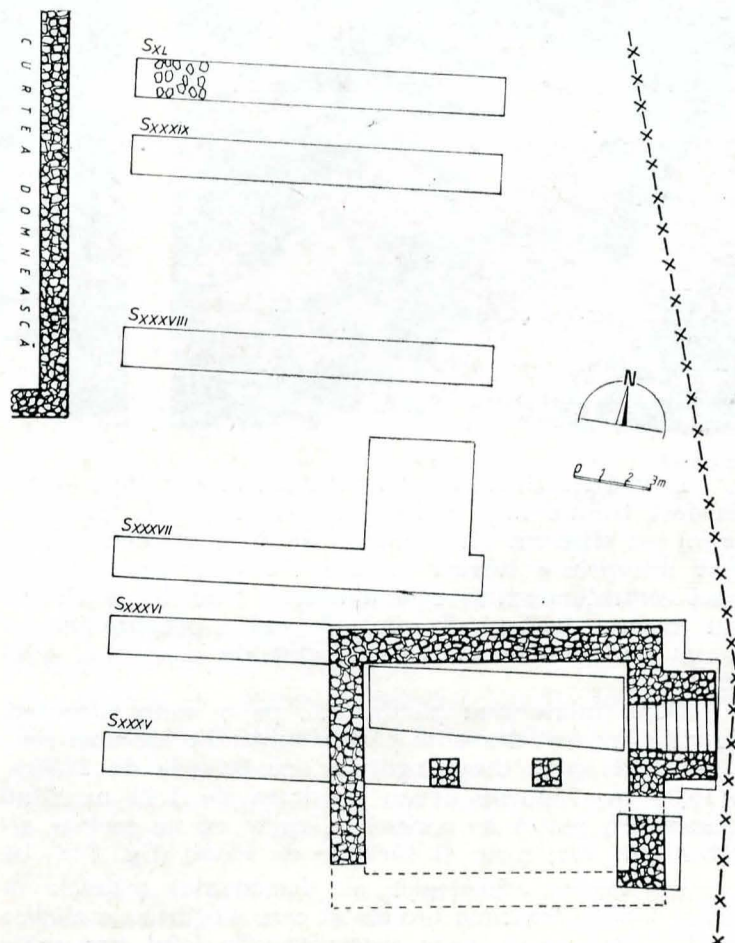 CURTEA DOMNEASCĂ
SXL
SXXXIX
SXXXVIII
N
0 1 2 3m
SXXXVII
SXXXVI
SXXXV